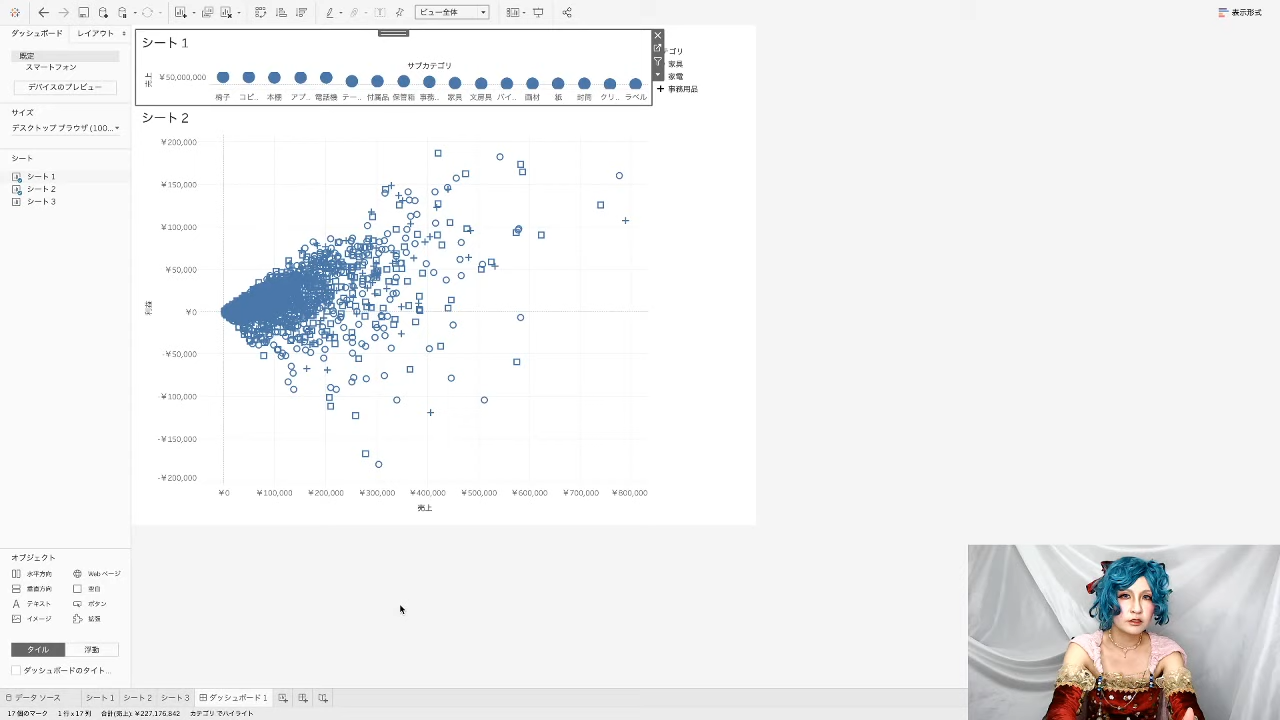 ビュー全体
表示形式
ダッシュボード
レイアウト
既定
スマートフォン
デバイスのプレビュー
サイズ
デスクトップ ブラウザ (100...
シート
シート 1
シート 2
シート 3
オブジェクト
水平方向
Web ページ
垂直方向
空白
テキスト
ボタン
イメージ
拡張
タイル
浮動
ダッシュボードのタイト...
シート 1
サブカテゴリ
売上
¥50,000,000
椅子
コピ..
本棚
アプ..
電話機
テー..
付属品
保管箱
事務..
家具
文房具
バイ..
画材
紙
封筒
クリ..
ラベル
ゴリ
家具
家電
事務用品
シート 2
利益
¥200,000
¥150,000
¥100,000
¥50,000
¥0
-¥50,000
-¥100,000
-¥150,000
-¥200,000
¥0
¥100,000
¥200,000
¥300,000
¥400,000
¥500,000
¥600,000
¥700,000
¥800,000
売上
データ ソース
シート 1
シート 2
シート 3
ダッシュボード 1
17 個のマーク
1 行 x 17 列
合計(売上): ¥227,176,842
カテゴリ でハイライト